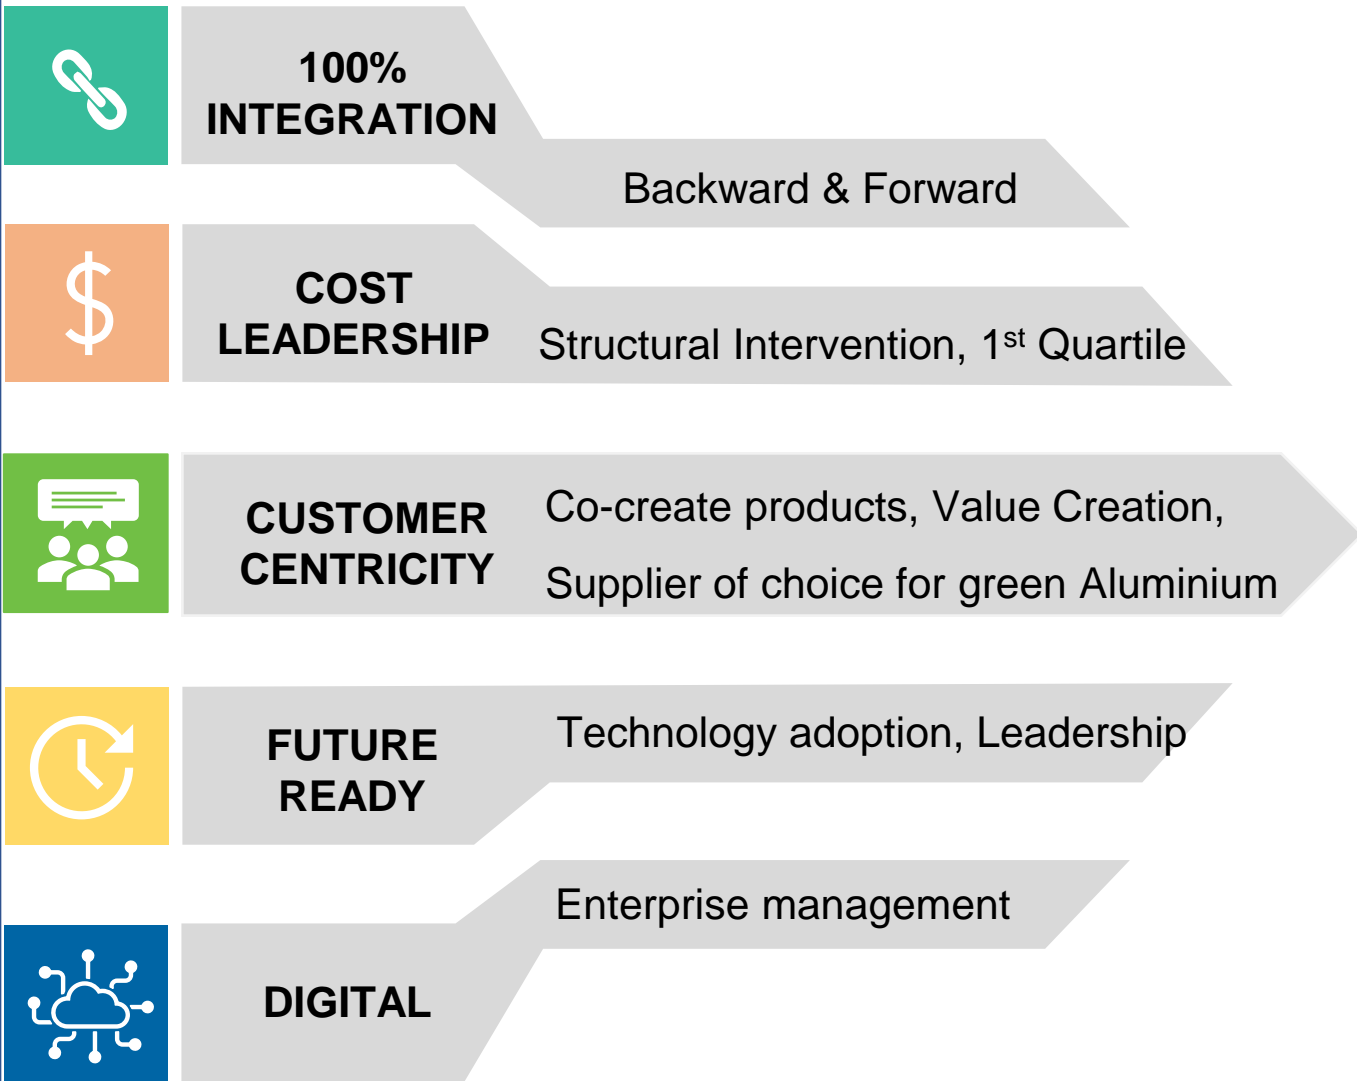 100%
INTEGRATION
Backward & Forward
COST
LEADERSHIP
Structural Intervention, 1st Quartile
CUSTOMER
CENTRICITY
Co-create products, Value Creation,
Supplier of choice for green Aluminium
FUTURE
READY
Technology adoption, Leadership
Enterprise management
DIGITAL